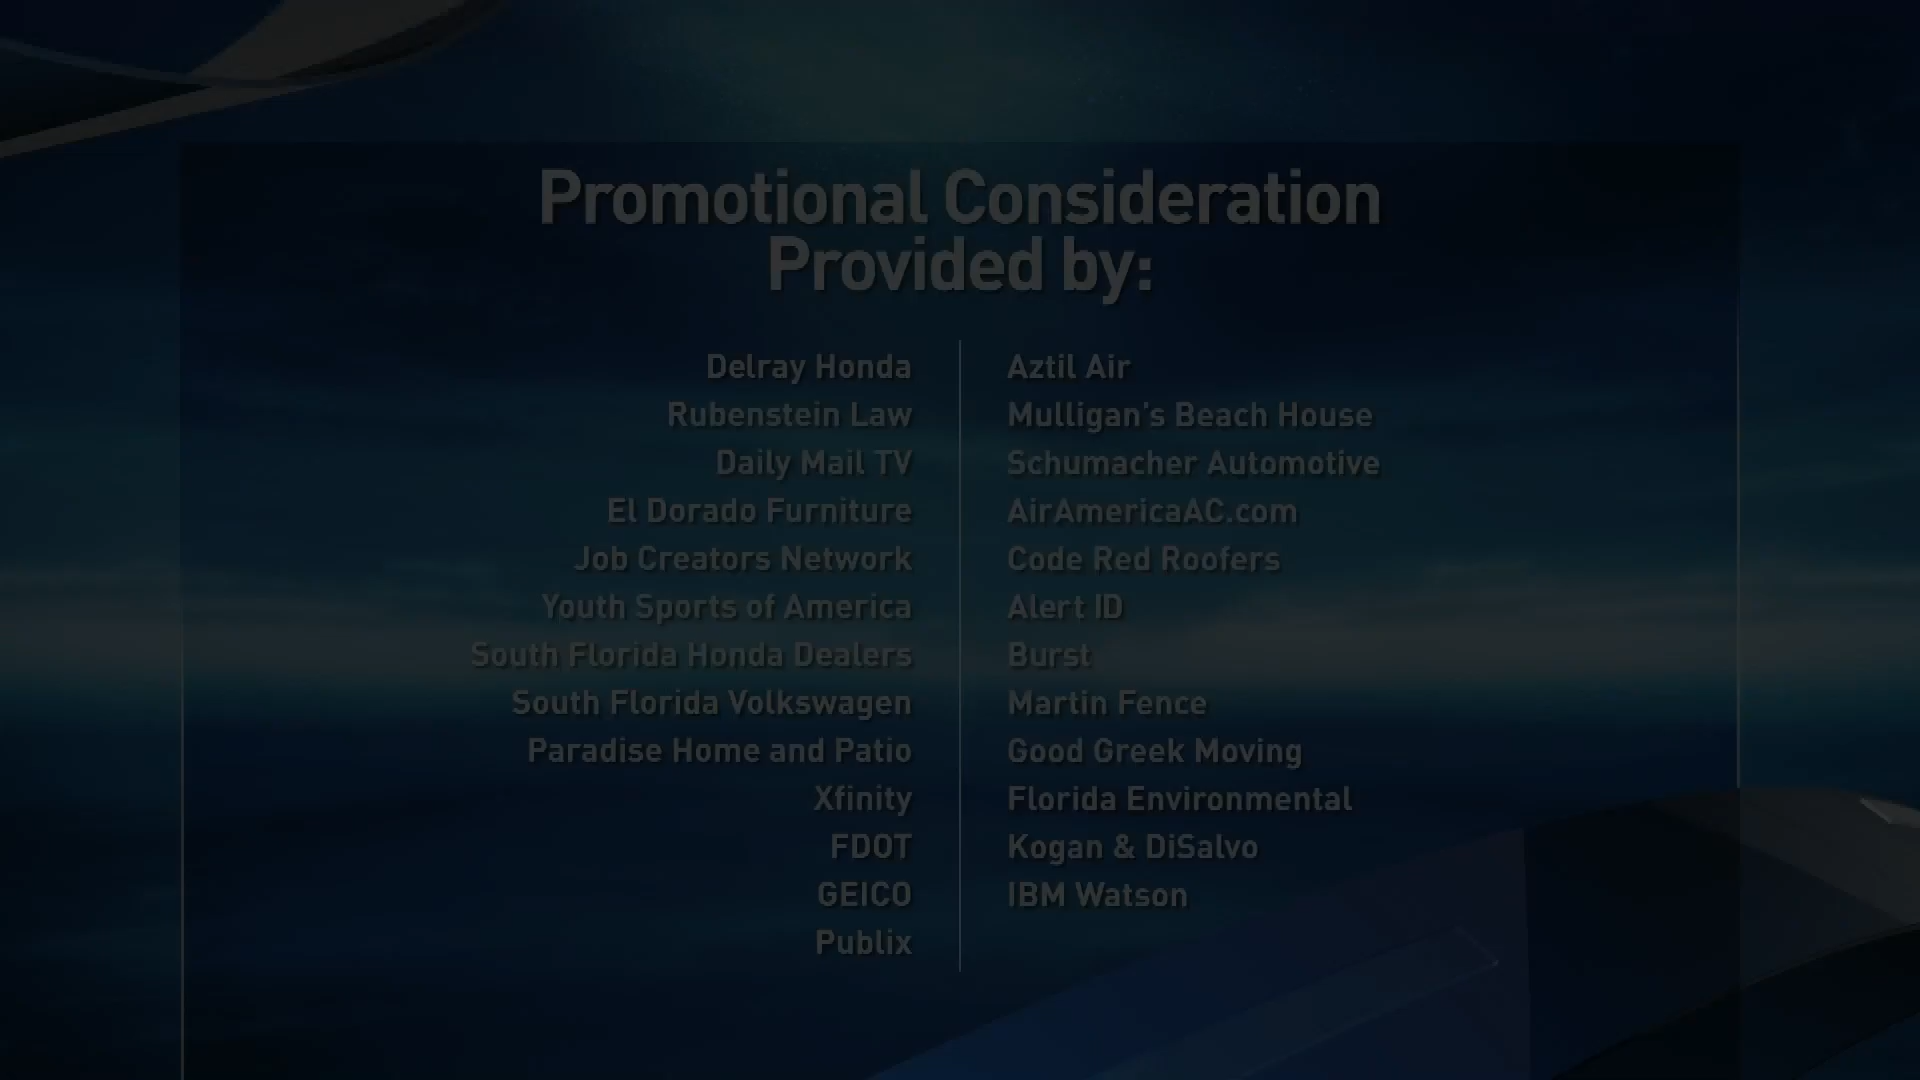 Promotional Consideration
Provided by:
Delray Honda
Rubenstein Law
Daily Mail TV
El Dorado Furniture
Job Creators Network
Youth Sports of America
South Florida Honda Dealers
South Florida Volkswagen
Paradise Home and Patio
Xfinity
FDOT
GEICO
Publix
Aztil Air
Mulligan's Beach House
Schumacher Automotive
AirAmericaAC.com
Code Red Roofers
Alert ID
Burst
Martin Fence
Good Greek Moving
Florida Environmental
Kogan & DiSalvo
IBM Watson